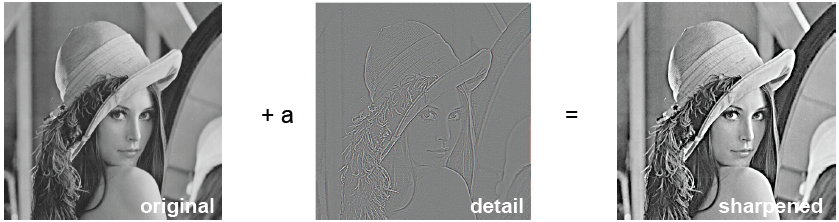 original + a detail = sharpened